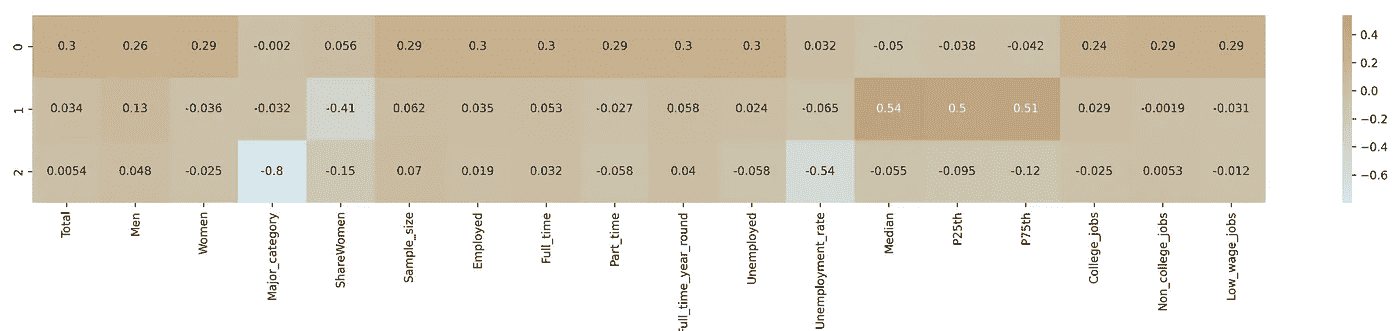 0 0.3 0.26 0.29 -0.002 0.056 0.29 0.3 0.3 0.29 0.3 0.3 0.032 -0.05 -0.038 -0.042 0.24 0.29 0.29
1 0.034 0.13 -0.036 -0.032 -0.41 0.062 0.035 0.053 -0.027 0.058 0.024 -0.065 0.54 0.5 0.51 0.029 -0.0019 -0.031
2 0.0054 0.048 -0.025 -0.8 -0.15 0.07 0.019 0.032 -0.058 0.04 -0.058 -0.54 -0.055 -0.095 -0.12 -0.025 0.0053 -0.012
Total
Men
Women
Major_category
ShareWomen
Sample_size
Employed
Full_time
Part_time
Full_time_year_round
Unemployed
Unemployment_rate
Median
P25th
P75th
College_jobs
Non_college_jobs
Low_wage_jobs
0.4
0.2
0.0
−0.2
−0.4
−0.6